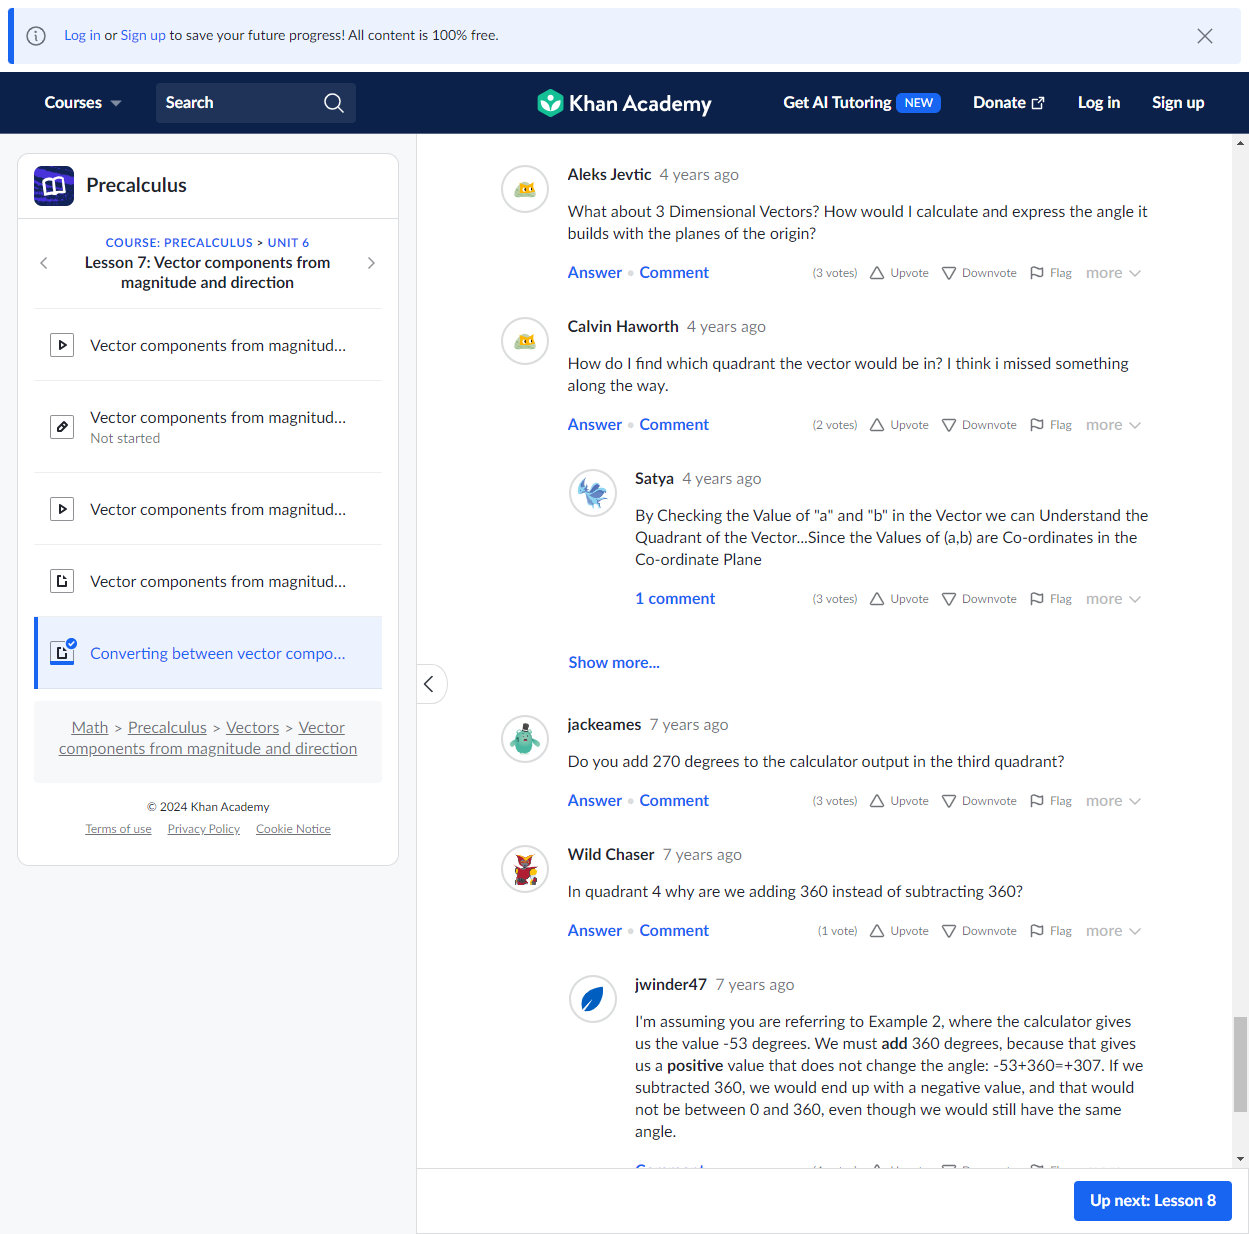 Log in or Sign up to save your future progress! All content is 100% free.
Courses
Search
Khan Academy
Get AI Tutoring NEW
Donate
Log in
Sign up
Precalculus
COURSE: PRECALCULUS > UNIT 6
Lesson 7: Vector components from
magnitude and direction
Vector components from magnitud...
Vector components from magnitud...
Not started
Vector components from magnitud...
Vector components from magnitud...
Converting between vector compo...
Math > Precalculus > Vectors > Vector
components from magnitude and direction
© 2024 Khan Academy
Terms of use Privacy Policy Cookie Notice
Aleks Jevtic 4 years ago
What about 3 Dimensional Vectors? How would I calculate and express the angle it
builds with the planes of the origin?
Answer • Comment (3 votes) Upvote Downvote Flag more
Calvin Haworth 4 years ago
How do I find which quadrant the vector would be in? I think i missed something
along the way.
Answer • Comment (2 votes) Upvote Downvote Flag more
Satya 4 years ago
By Checking the Value of "a" and "b" in the Vector we can Understand the
Quadrant of the Vector...Since the Values of (a,b) are Co-ordinates in the
Co-ordinate Plane
1 comment (3 votes) Upvote Downvote Flag more
Show more...
jackeames 7 years ago
Do you add 270 degrees to the calculator output in the third quadrant?
Answer • Comment (3 votes) Upvote Downvote Flag more
Wild Chaser 7 years ago
In quadrant 4 why are we adding 360 instead of subtracting 360?
Answer • Comment (1 vote) Upvote Downvote Flag more
jwinder47 7 years ago
I'm assuming you are referring to Example 2, where the calculator gives
us the value -53 degrees. We must add 360 degrees, because that gives
us a positive value that does not change the angle: -53+360=+307. If we
subtracted 360, we would end up with a negative value, and that would
not be between 0 and 360, even though we would still have the same
angle.
Up next: Lesson 8